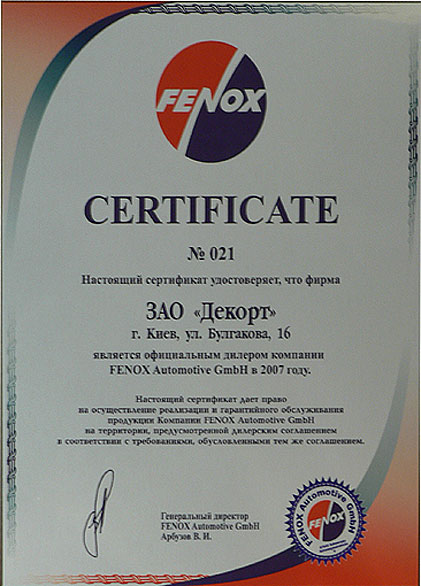 FENOX
CERTIFICATE
№ 021
Настоящий сертификат удостоверяет, что фирма
ЗАО «Декорт»
г. Киев, ул. Булгакова, 16
является официальным дилером компании
FENOX Automotive GmbH в 2007 году.
Настоящий сертификат дает право
на осуществление реализации и гарантийного обслуживания
продукции Компании FENOX Automotive GmbH
на территории, предусмотренной дилерским соглашением
в соответствии с требованиями, обусловленными тем же соглашением.
Генеральный директор
FENOX Automotive GmbH
Арбузов В. И.
FENOX Automotive GmbH
FENOX